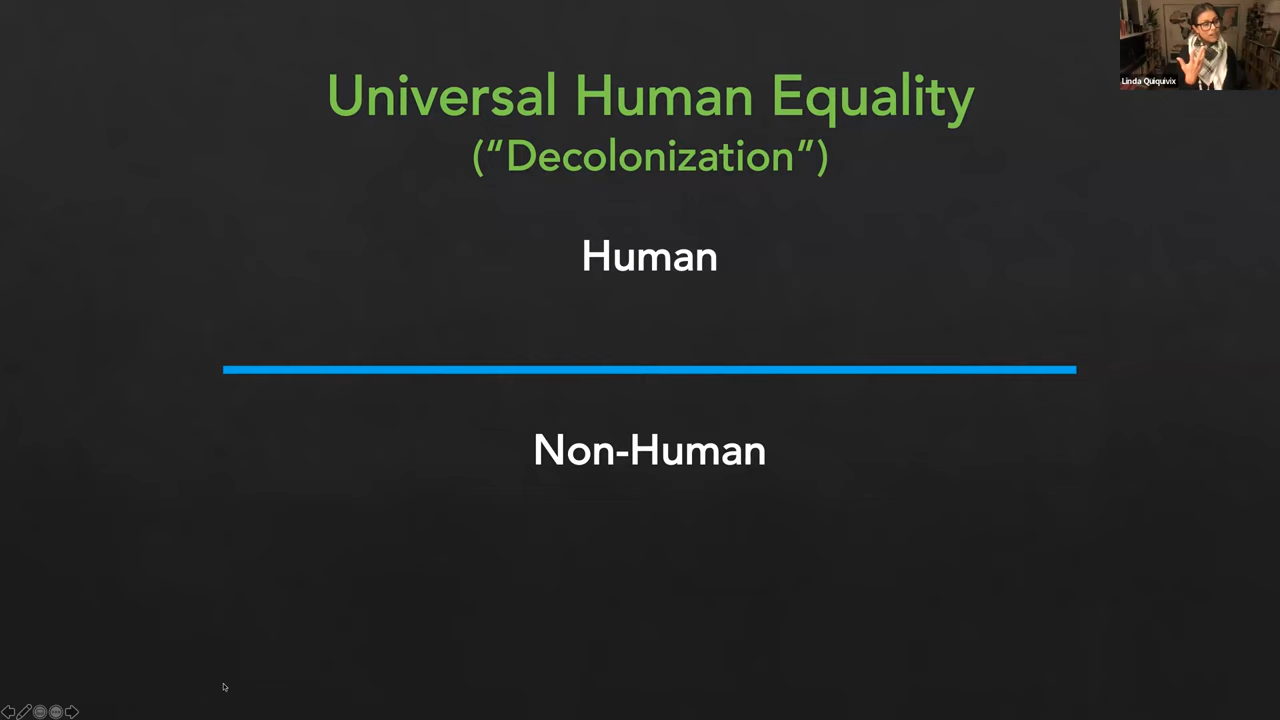 Universal Human Equality
(“Decolonization”)
Human
Non-Human
Linda Quiquivix